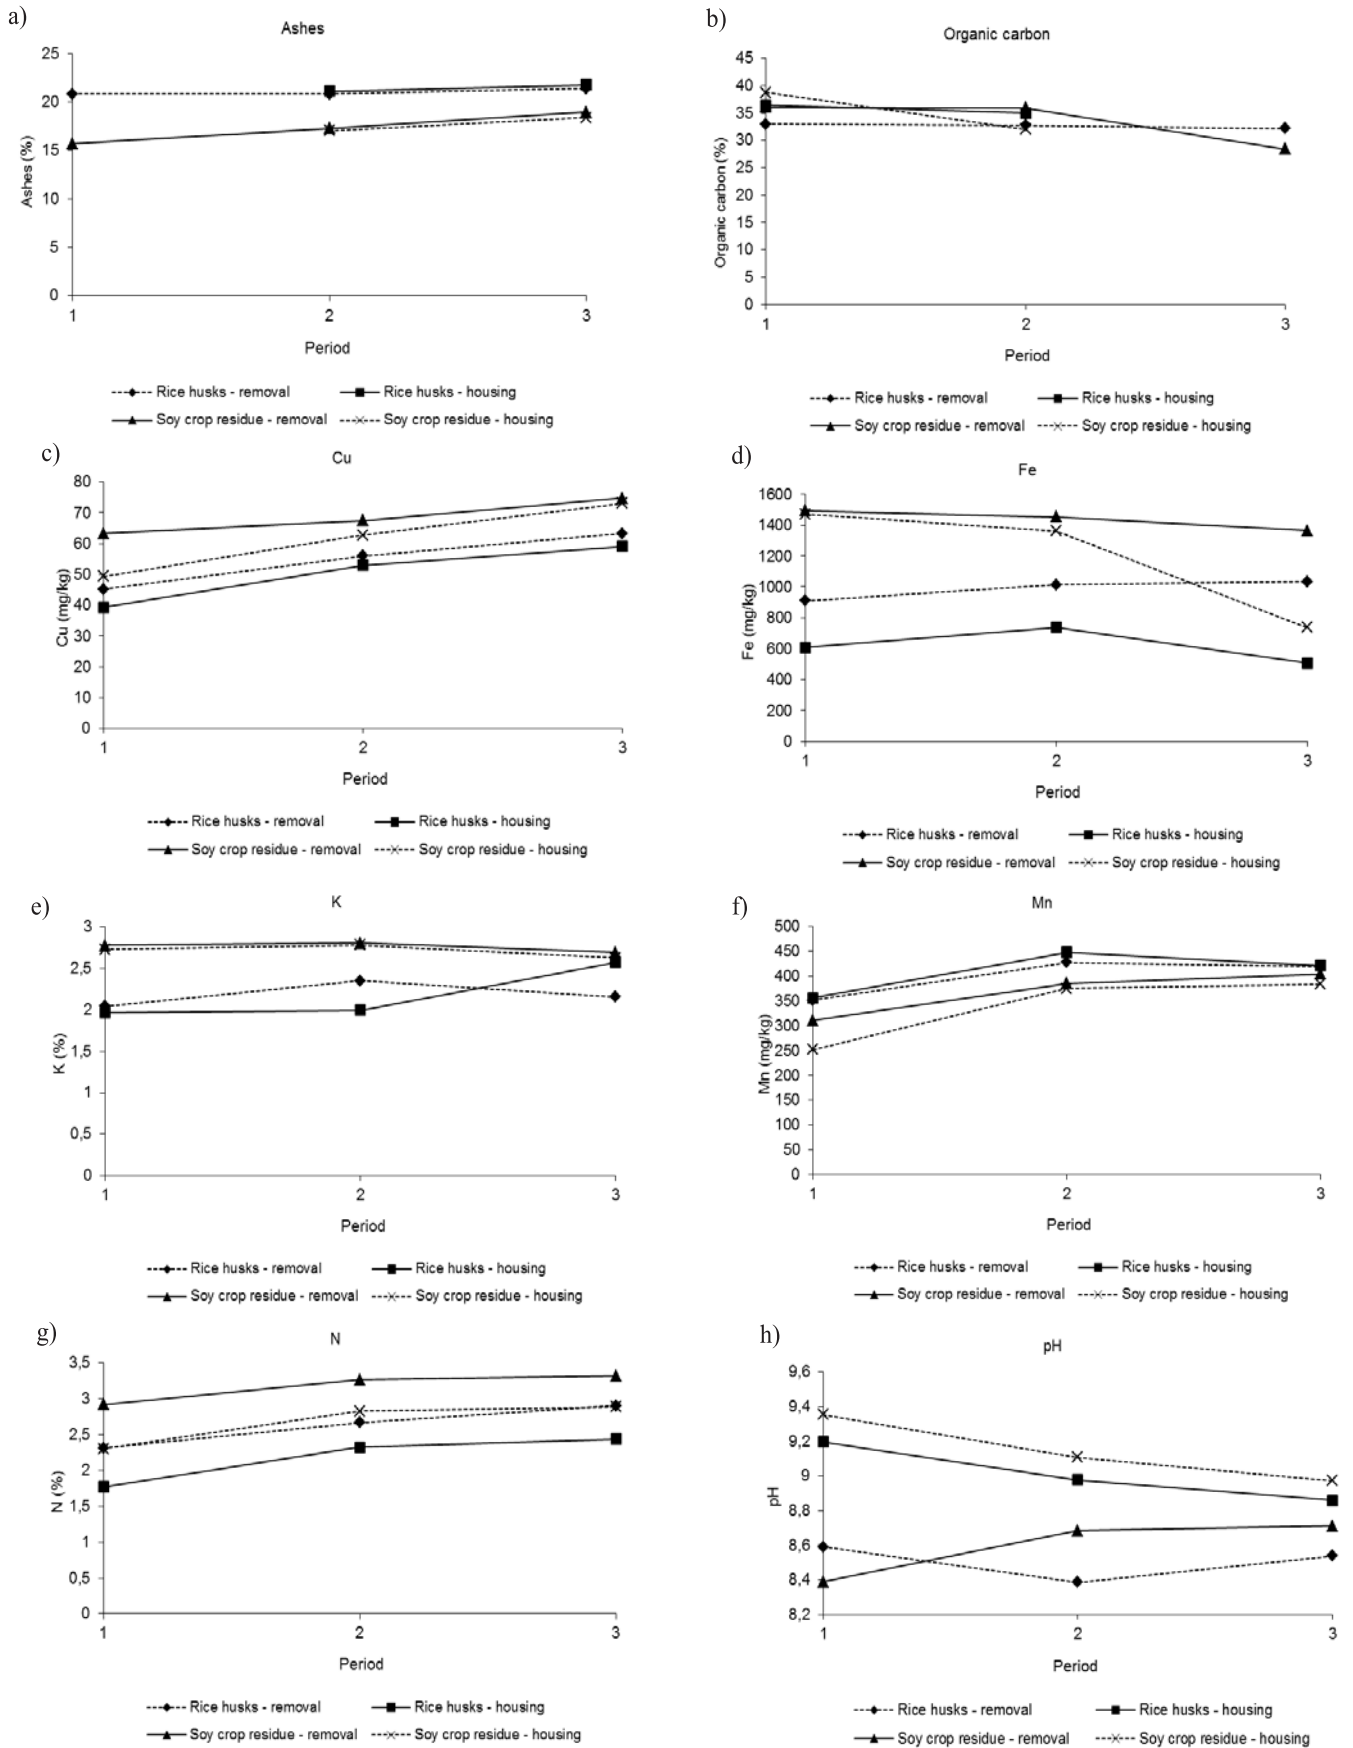 a)
Ashes
25
20
15
10
5
0
Ashes (%)
1 2 3
Period
Rice husks - removal Rice husks - housing
Soy crop residue - removal Soy crop residue - housing
b)
Organic carbon
45
40
35
30
25
20
15
10
5
0
Organic carbon (%)
1 2 3
Period
Rice husks - removal Rice husks - housing
Soy crop residue - removal Soy crop residue - housing
c)
Cu
80
70
60
50
40
30
20
10
0
Cu (mg/kg)
1 2 3
Period
Rice husks - removal Rice husks - housing
Soy crop residue - removal Soy crop residue - housing
d)
Fe
1600
1400
1200
1000
800
600
400
200
0
Fe (mg/kg)
1 2 3
Period
Rice husks - removal Rice husks - housing
Soy crop residue - removal Soy crop residue - housing
e)
K
3
2,5
2
1,5
1
0,5
0
K (%)
1 2 3
Period
Rice husks - removal Rice husks - housing
Soy crop residue - removal Soy crop residue - housing
f)
Mn
500
450
400
350
300
250
200
150
100
50
0
Mn (mg/kg)
1 2 3
Period
Rice husks - removal Rice husks - housing
Soy crop residue - removal Soy crop residue - housing
g)
N
3,5
3
2,5
2
1,5
1
0,5
0
N (%)
1 2 3
Period
Rice husks - removal Rice husks - housing
Soy crop residue - removal Soy crop residue - housing
h)
pH
9,6
9,4
9,2
9
8,8
8,6
8,4
8,2
pH
1 2 3
Period
Rice husks - removal Rice husks - housing
Soy crop residue - removal Soy crop residue - housing